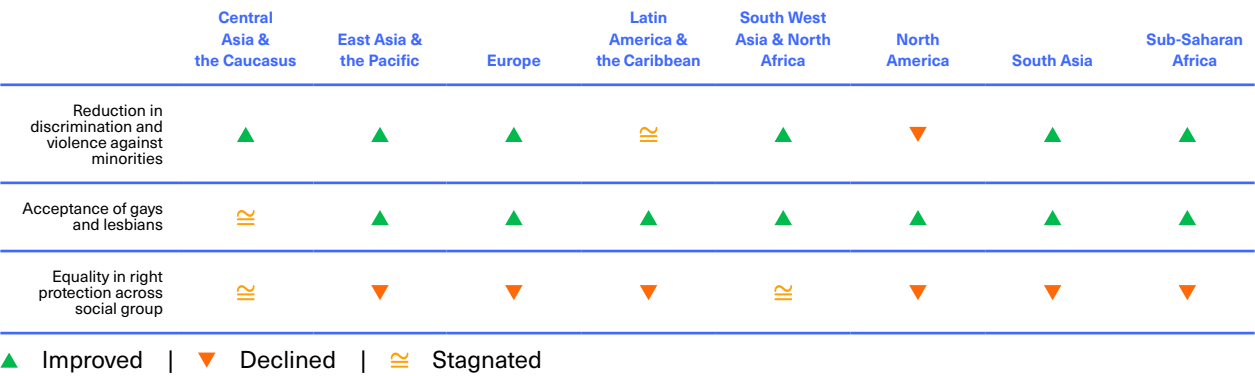 Central
Asia &
the Caucasus
East Asia &
the Pacific
Europe
Latin
America &
the Caribbean
South West
Asia & North
Africa
North
America
South Asia
Sub-Saharan
Africa
Reduction in
discrimination and
violence against
minorities
▲ ▲ ▲ ≅ ▲ ▼ ▲ ▲
Acceptance of gays
and lesbians
≅ ▲ ▲ ▲ ▲ ▲ ▲ ▲
Equality in right
protection across
social group
≅ ▼ ▼ ▼ ≅ ▼ ▼ ▼
▲ Improved | ▼ Declined | ≅ Stagnated